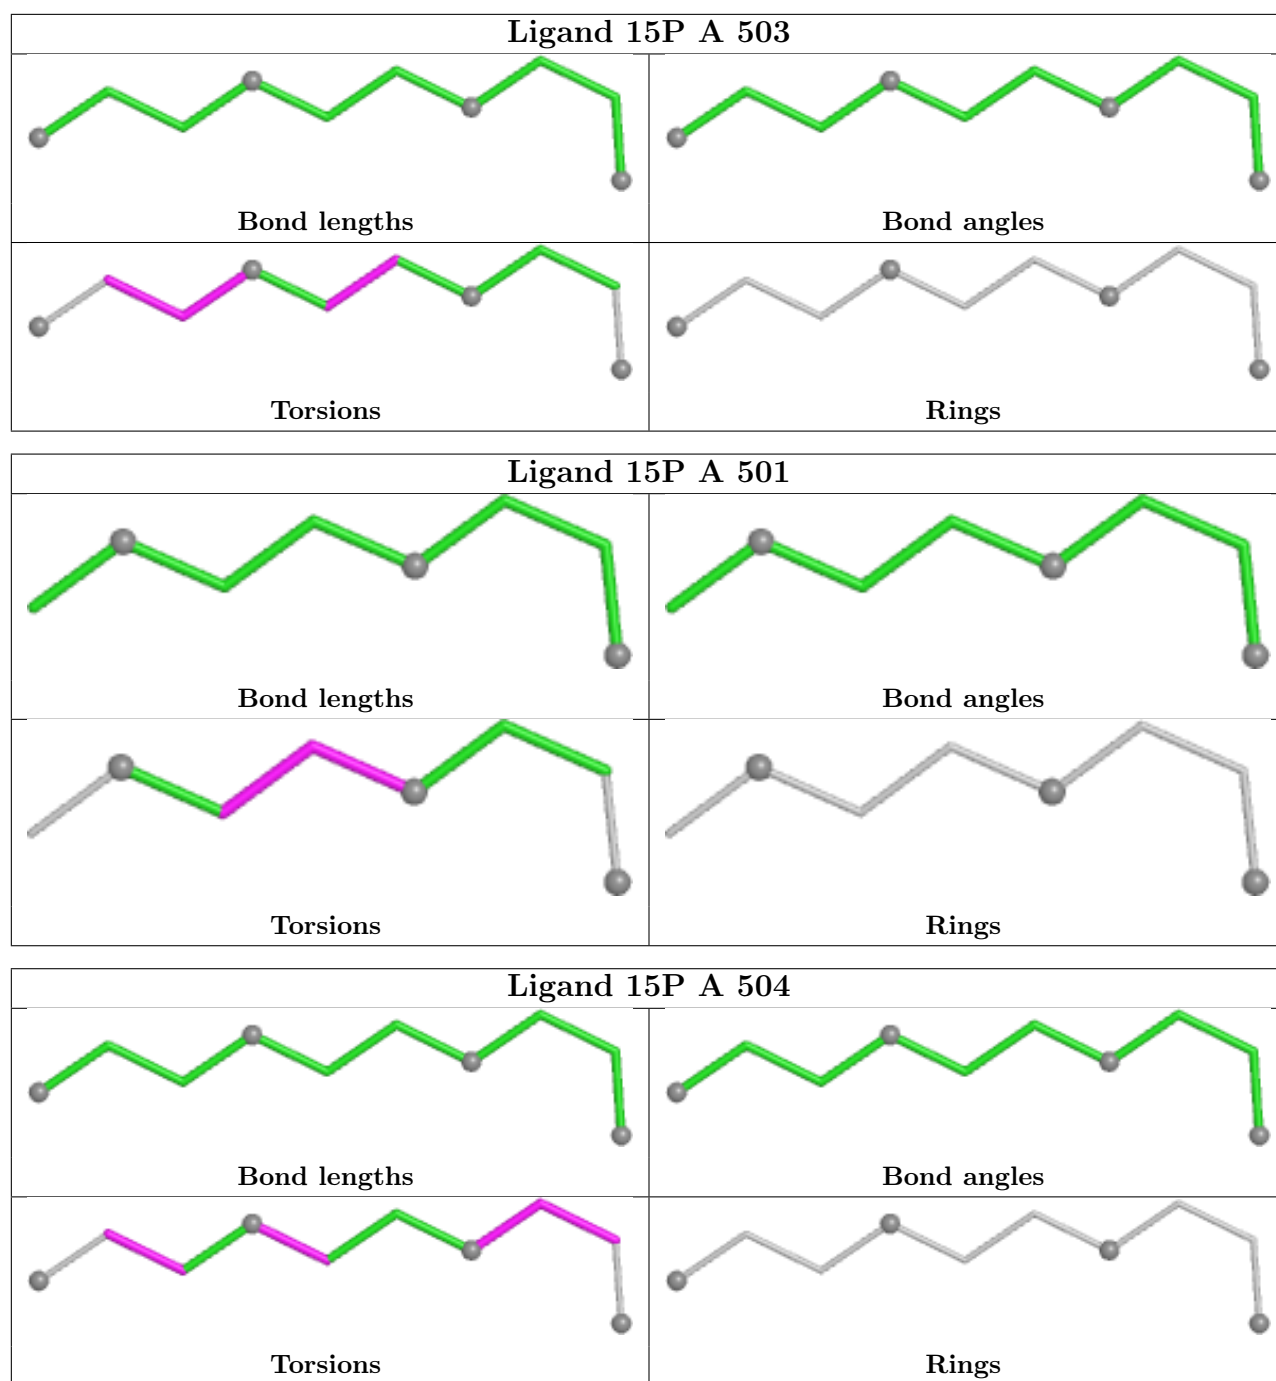 Ligand 15P A 503
Bond lengths
Bond angles
Torsions
Rings
Ligand 15P A 501
Bond lengths
Bond angles
Torsions
Rings
Ligand 15P A 504
Bond lengths
Bond angles
Torsions
Rings